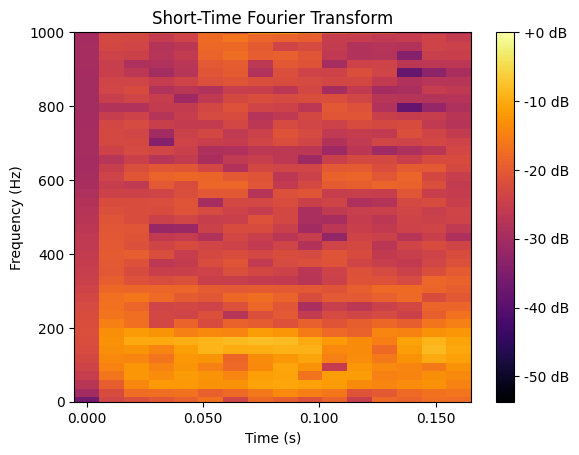 Short-Time Fourier Transform
1000
800
600
400
200
0
Frequency (Hz)
0.000
0.050
0.100
0.150
Time (s)
+0 dB
-10 dB
-20 dB
-30 dB
-40 dB
-50 dB